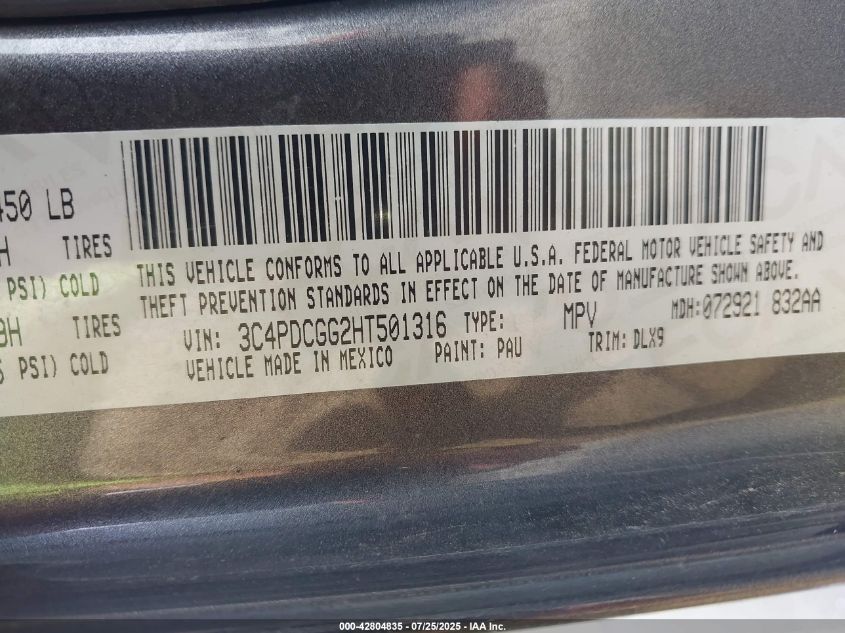 450 LB
H TIRES
PSI) COLD
BH TIRES
PSI) COLD
THIS VEHICLE CONFORMS TO ALL APPLICABLE U.S.A. FEDERAL MOTOR VEHICLE SAFETY AND
THEFT PREVENTION STANDARDS IN EFFECT ON THE DATE OF MANUFACTURE SHOWN ABOVE.
VIN: 3C4PDCGG2HT501316 TYPE: MPV MDH:072921 832AA
VEHICLE MADE IN MEXICO PAINT: PAU TRIM: DLX9
000-42804835 - 07/25/2025 - IAA Inc.